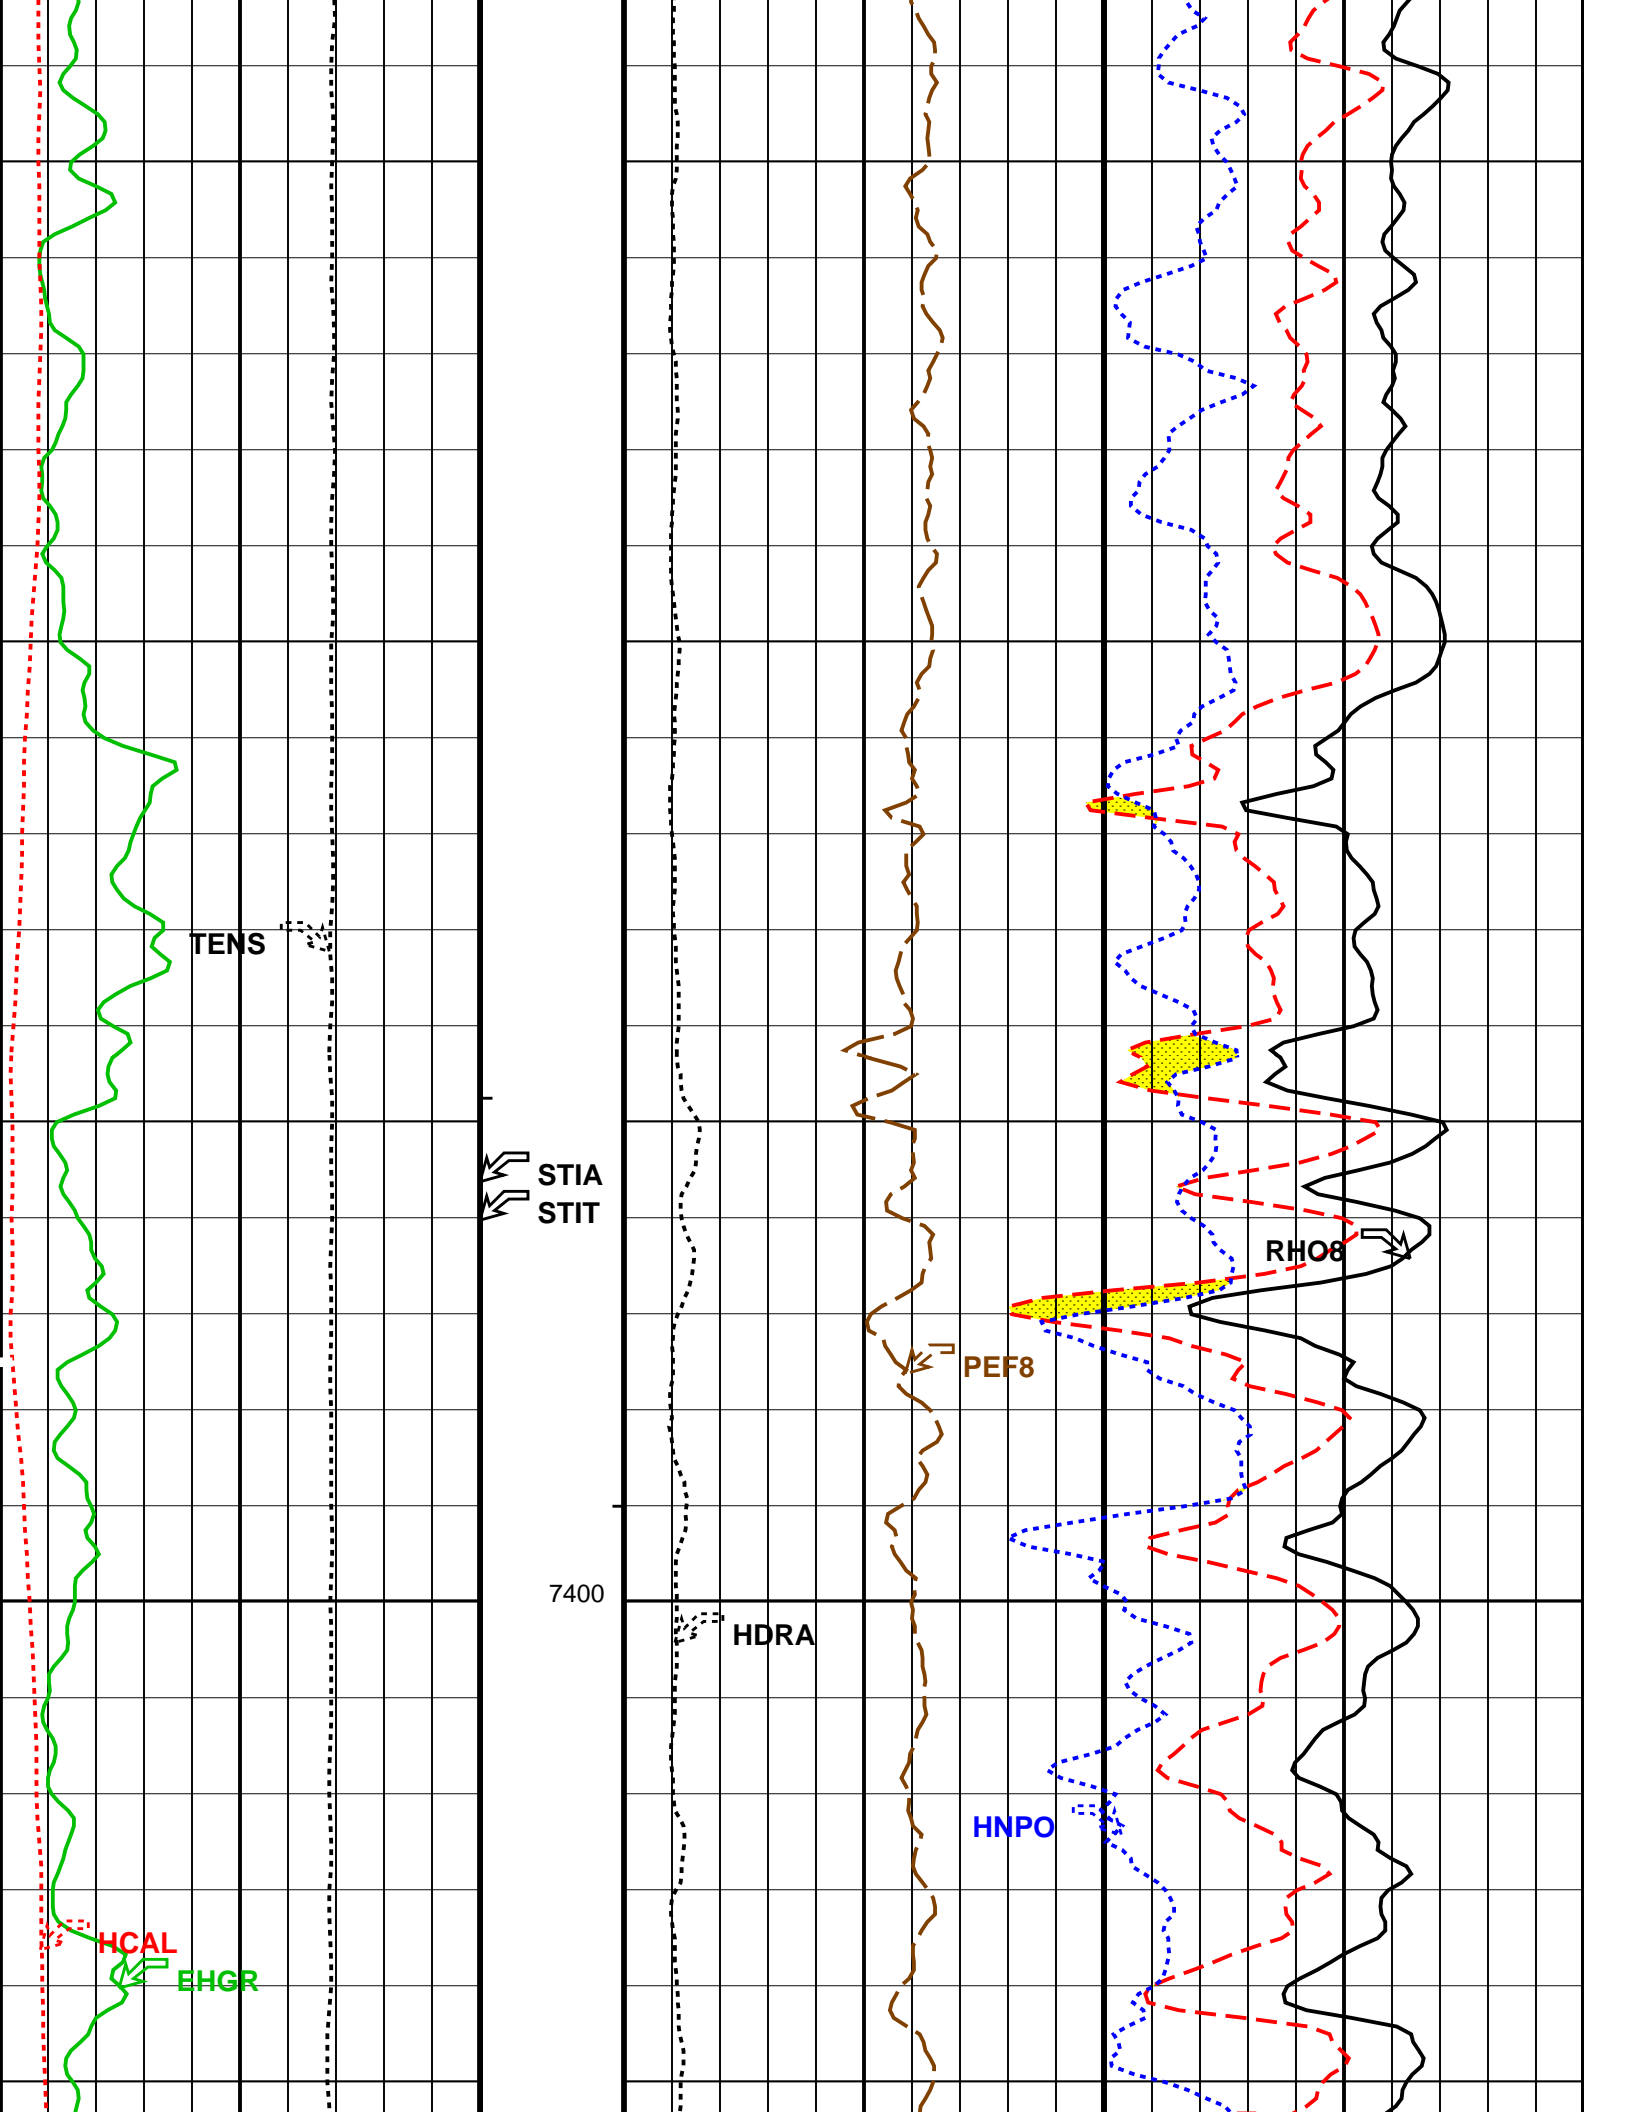 TENS
STIA
STIT
RHO8
PEF8
7400
HDRA
HNPO
HCAL
EHGR